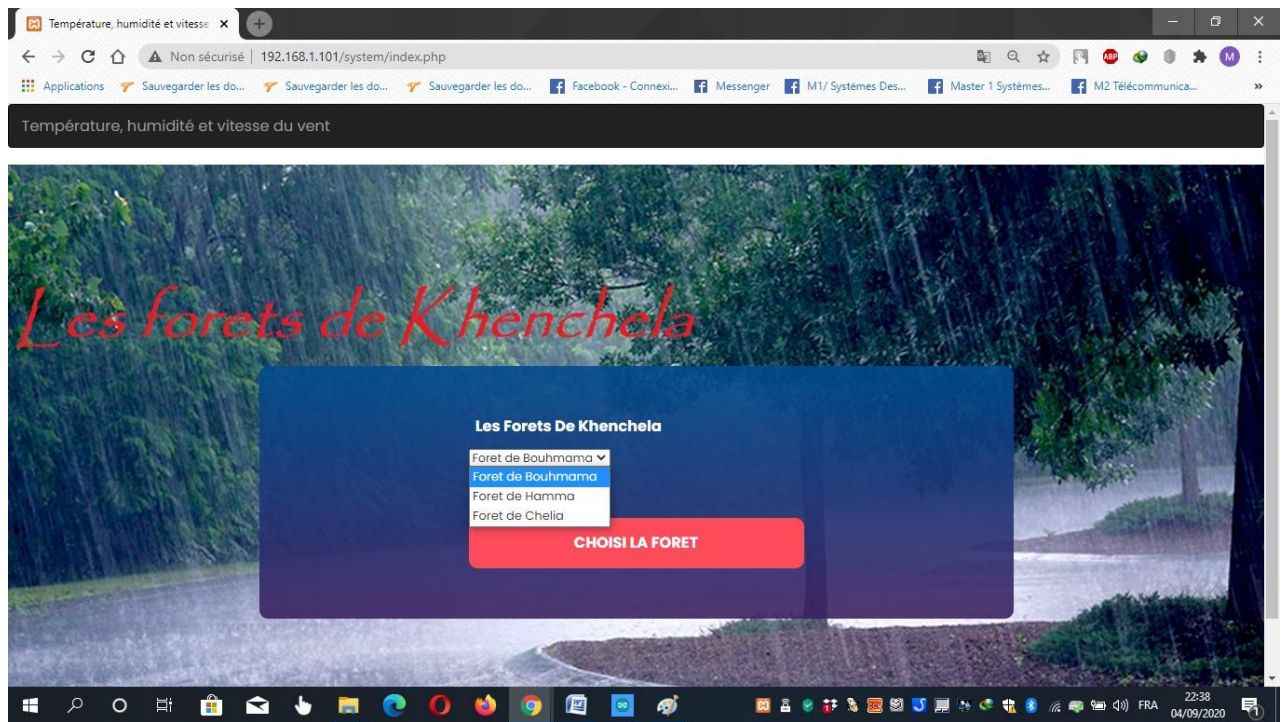 Température, humidité et vitesse
Non sécurisé | 192.168.1.101/system/index.php
ABP
M
Applications Sauvegarder les do... Sauvegarder les do... Sauvegarder les do... Facebook - Connexi... Messenger M1/ Systèmes Des... Master 1 Systèmes... M2 Télécommunica... »
Température, humidité et vitesse du vent
Les forets de Khenchela
Les Forets De Khenchela
Foret de Bouhmama
Foret de Bouhmama
Foret de Hamma
Foret de Chelia
CHOISI LA FORET
FRA
22:38
04/09/2020
1